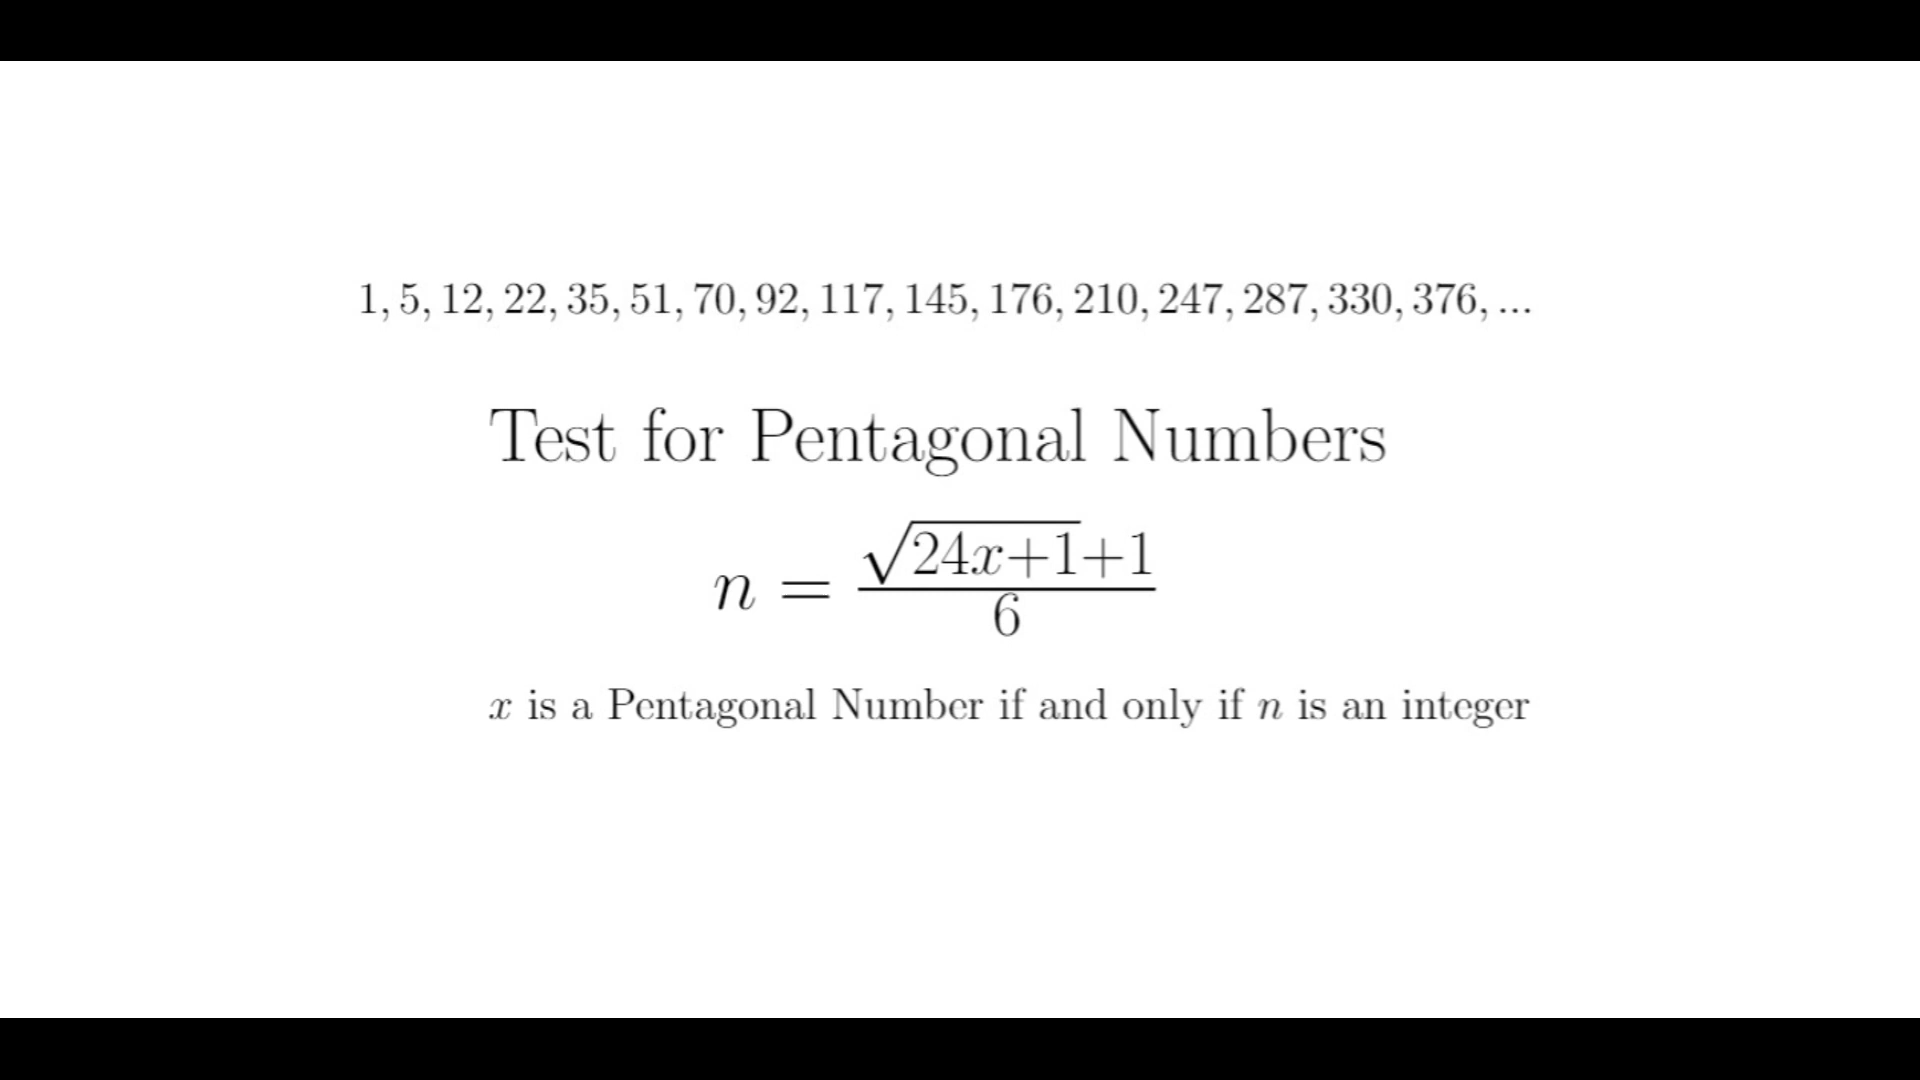 1, 5, 12, 22, 35, 51, 70, 92, 117, 145, 176, 210, 247, 287, 330, 376, ...
Test for Pentagonal Numbers
n = √(24x+1)+1 / 6
x is a Pentagonal Number if and only if n is an integer